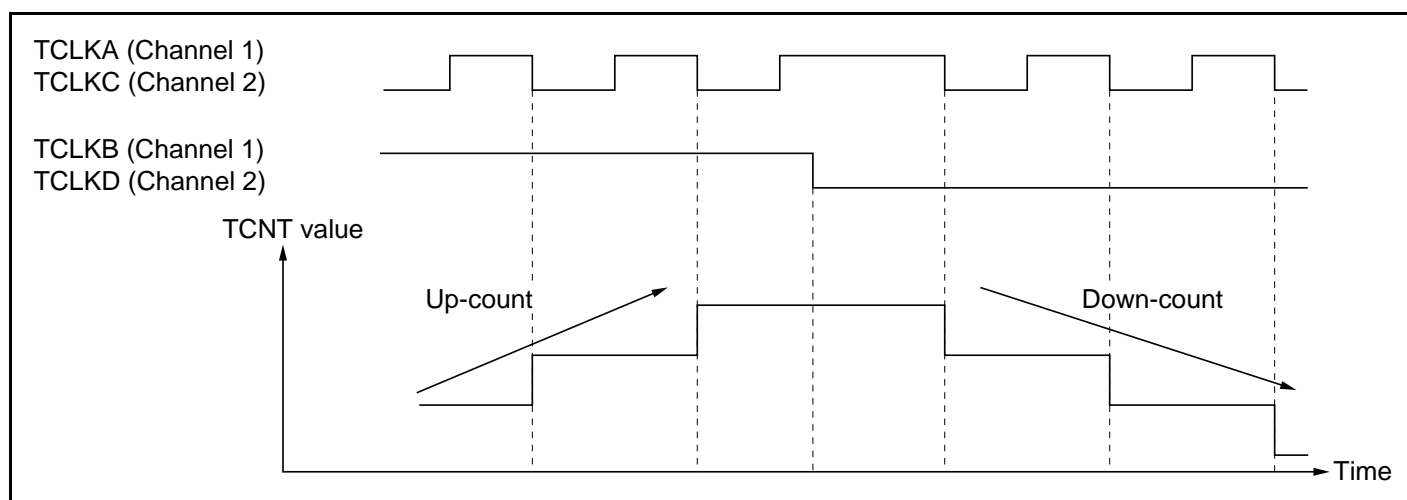 TCLKA (Channel 1)
TCLKC (Channel 2)
TCLKB (Channel 1)
TCLKD (Channel 2)
TCNT value
Up-count
Down-count
Time